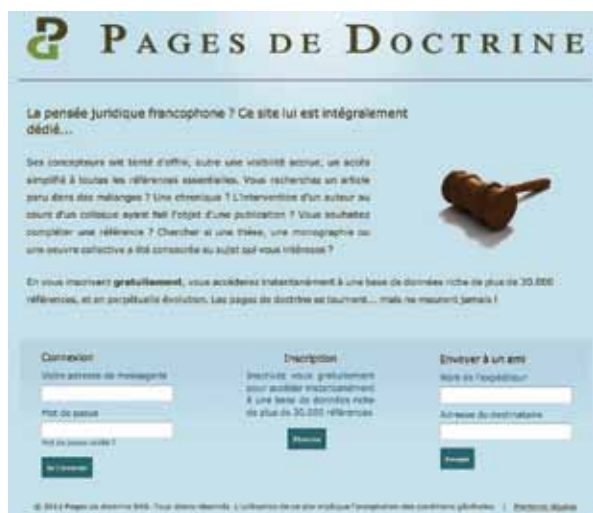 PAGES DE DOCTRINE
La pensée juridique francophone ? Ce site lui est intégralement
dédié...
Ses concepteurs ont tenté d'offrir, outre une visibilité accrue, un accès
simplifié à toutes les références essentielles. Vous recherchez un article
paru dans des mélanges ? Une chronique ? L'intervention d'un auteur au
cours d'un colloque ayant fait l'objet d'une publication ? Vous souhaitez
compléter une référence ? Chercher si une thèse, une monographie ou
une oeuvre collective a été consacrée au sujet qui vous intéresse ?
En vous inscrivant gratuitement, vous accéderez instantanément à une base de données riche de plus de 30.000
références, et en perpétuelle évolution. Les pages de doctrine se tournent... mais ne meurent jamais !
Connexion
Votre adresse de messagerie
Mot de passe
Mot de passe oublié ?
Se connecter
Inscription
Inscrivez vous gratuitement
pour accéder instantanément
à une base de données riche
de plus de 30.000 références
S'inscrire
Envoyer à un ami
Nom de l'expéditeur
Adresse du destinataire
Envoyer
Pages de doctrine SAS. Tous droits réservés. L'utilisation de ce site implique l'acceptation des conditions générales. | Mentions légales